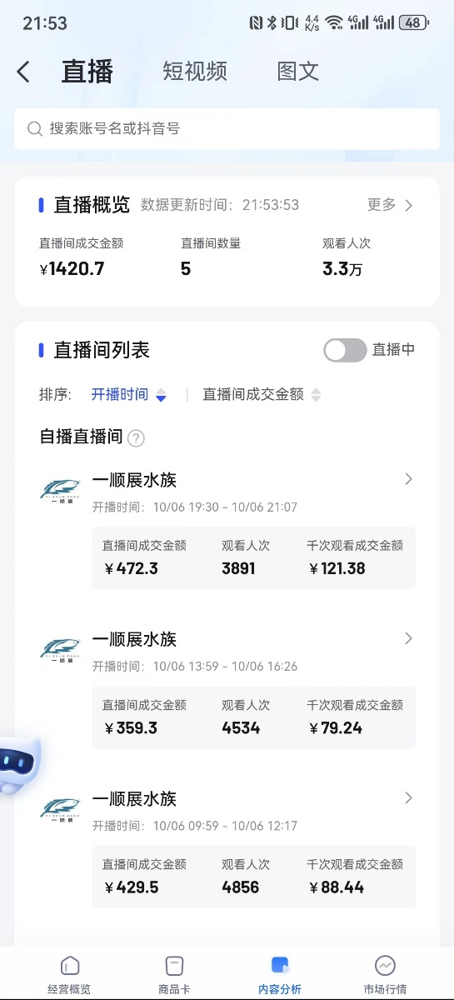 21:53
4.4 K/s 4G 4G 48
直播 短视频 图文
搜索账号名或抖音号
直播概览 数据更新时间：21:53:53 更多
直播间成交金额 直播间数量 观看人次
¥1420.7 5 3.3万
直播间列表 直播中
排序: 开播时间 直播间成交金额
自播直播间 ?
一顺展水族
一顺展
开播时间：10/06 19:30 - 10/06 21:07
直播间成交金额 观看人次 千次观看成交金额
¥472.3 3891 ¥121.38
一顺展水族
一顺展
开播时间：10/06 13:59 - 10/06 16:26
直播间成交金额 观看人次 千次观看成交金额
¥359.3 4534 ¥79.24
一顺展水族
一顺展
开播时间：10/06 09:59 - 10/06 12:17
直播间成交金额 观看人次 千次观看成交金额
¥429.5 4856 ¥88.44
经营概览 商品卡 内容分析 市场行情